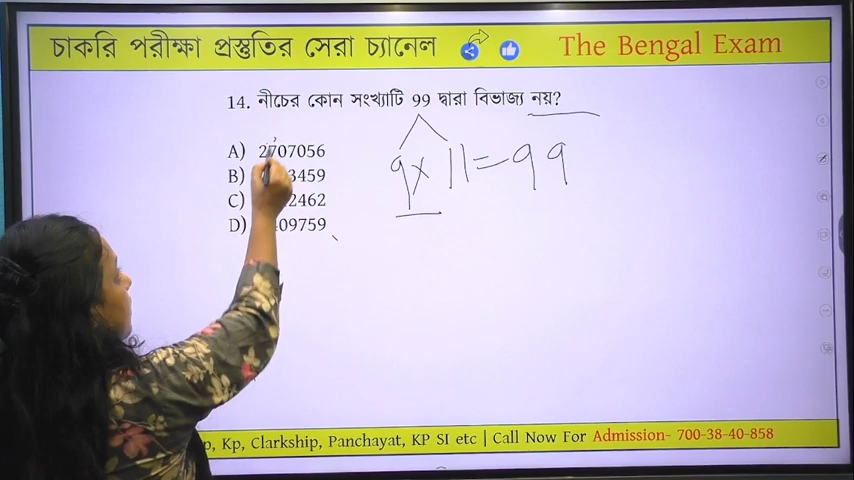 চাকরি পরীক্ষা প্রস্তুতির সেরা চ্যানেল The Bengal Exam
14. নীচের কোন সংখ্যাটি 99 দ্বারা বিভাজ্য নয়?
A) 2707056
B) 3459
C) 2462
D) 09759
9 × 11 = 99
p, Kp, Clarkship, Panchayat, KP SI etc | Call Now For Admission- 700-38-40-858